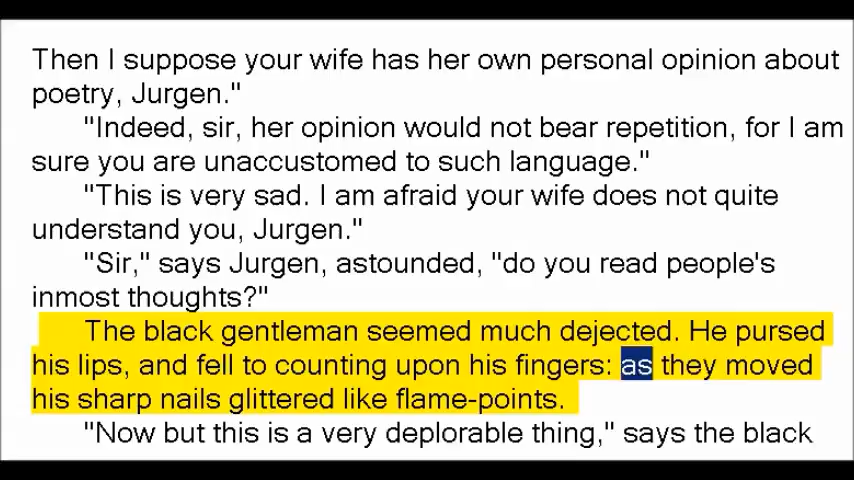 Then I suppose your wife has her own personal opinion about
poetry, Jurgen."
"Indeed, sir, her opinion would not bear repetition, for I am
sure you are unaccustomed to such language."
"This is very sad. I am afraid your wife does not quite
understand you, Jurgen."
"Sir," says Jurgen, astounded, "do you read people's
inmost thoughts?"
The black gentleman seemed much dejected. He pursed
his lips, and fell to counting upon his fingers: as they moved
his sharp nails glittered like flame-points.
"Now but this is a very deplorable thing," says the black